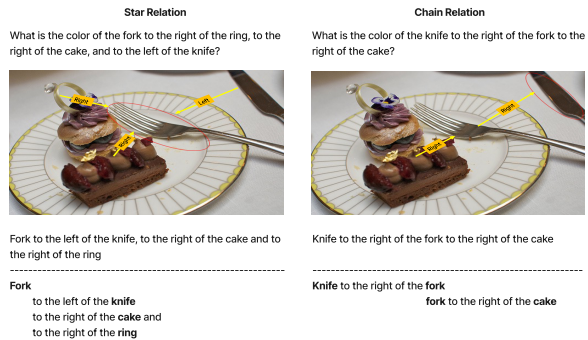 Star Relation
What is the color of the fork to the right of the ring, to the
right of the cake, and to the left of the knife?
Right
Left
Right
Fork to the left of the knife, to the right of the cake and to
the right of the ring
Fork
to the left of the knife
to the right of the cake and
to the right of the ring
Chain Relation
What is the color of the knife to the right of the fork to the
right of the cake?
Right
Right
Knife to the right of the fork to the right of the cake
Knife to the right of the fork
fork to the right of the cake